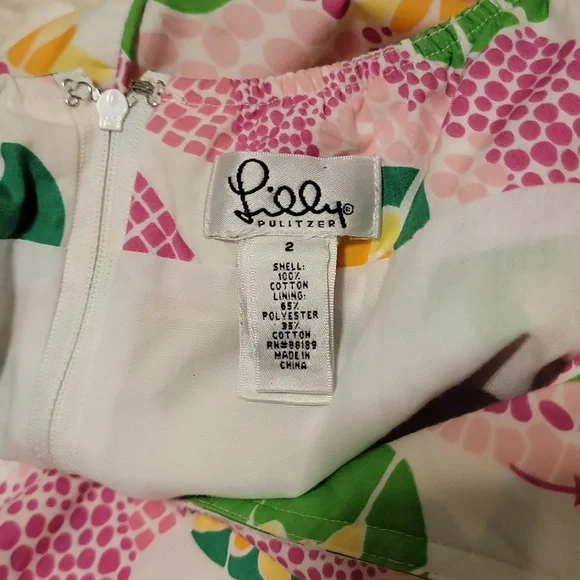 Lilly®
PULITZER
2
SHELL:
100%
COTTON
LINING:
65%
POLYESTER
35%
COTTON
RN#88189
MADE IN
CHINA